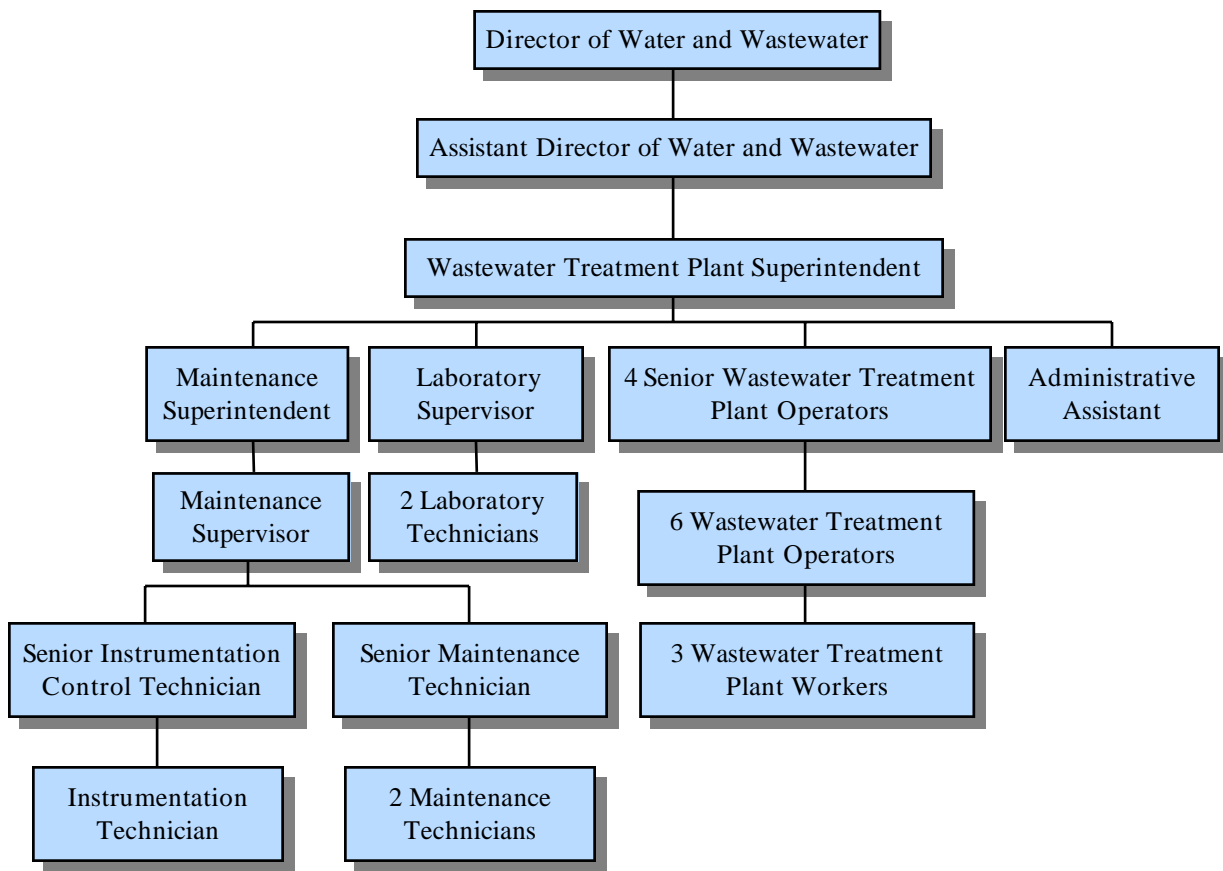 Director of Water and Wastewater
Assistant Director of Water and Wastewater
Wastewater Treatment Plant Superintendent
Maintenance
Superintendent
Laboratory
Supervisor
4 Senior Wastewater Treatment
Plant Operators
Administrative
Assistant
Maintenance
Supervisor
2 Laboratory
Technicians
6 Wastewater Treatment
Plant Operators
Senior Instrumentation
Control Technician
Senior Maintenance
Technician
3 Wastewater Treatment
Plant Workers
Instrumentation
Technician
2 Maintenance
Technicians